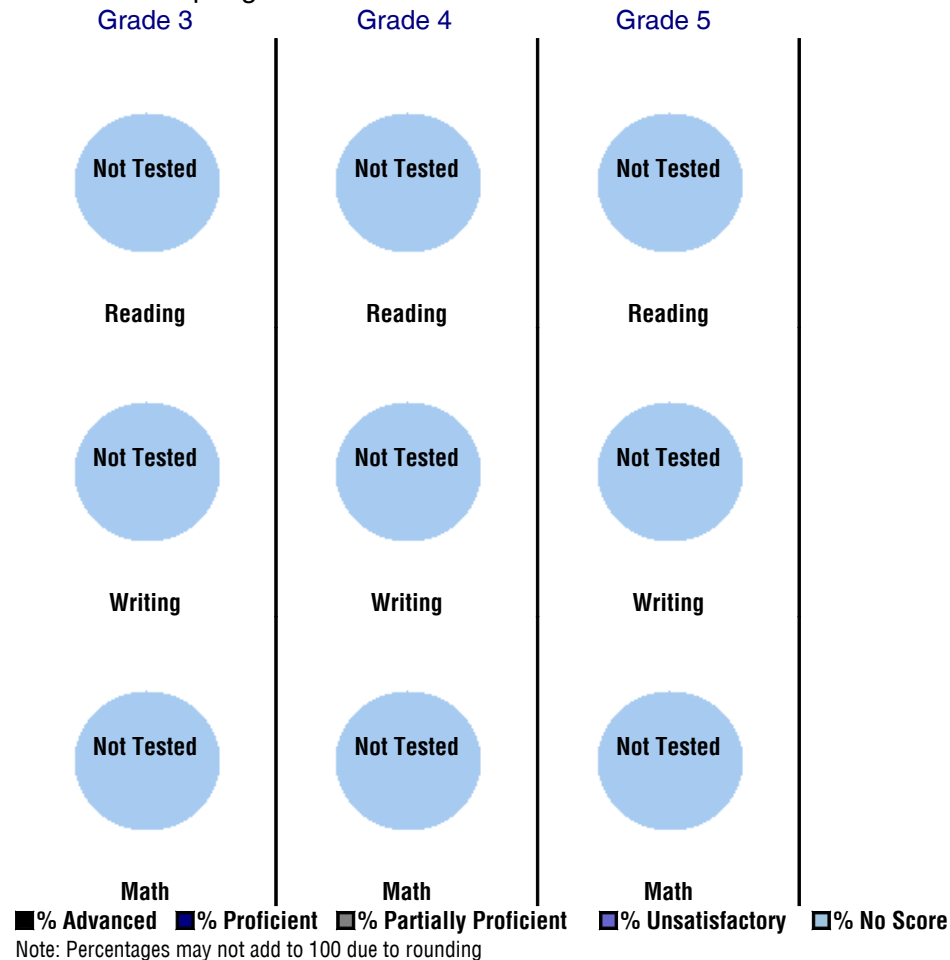 Grade 3 Grade 4 Grade 5
Not Tested Not Tested Not Tested
Reading Reading Reading
Not Tested Not Tested Not Tested
Writing Writing Writing
Not Tested Not Tested Not Tested
Math Math Math
% Advanced % Proficient % Partially Proficient % Unsatisfactory % No Score
Note: Percentages may not add to 100 due to rounding